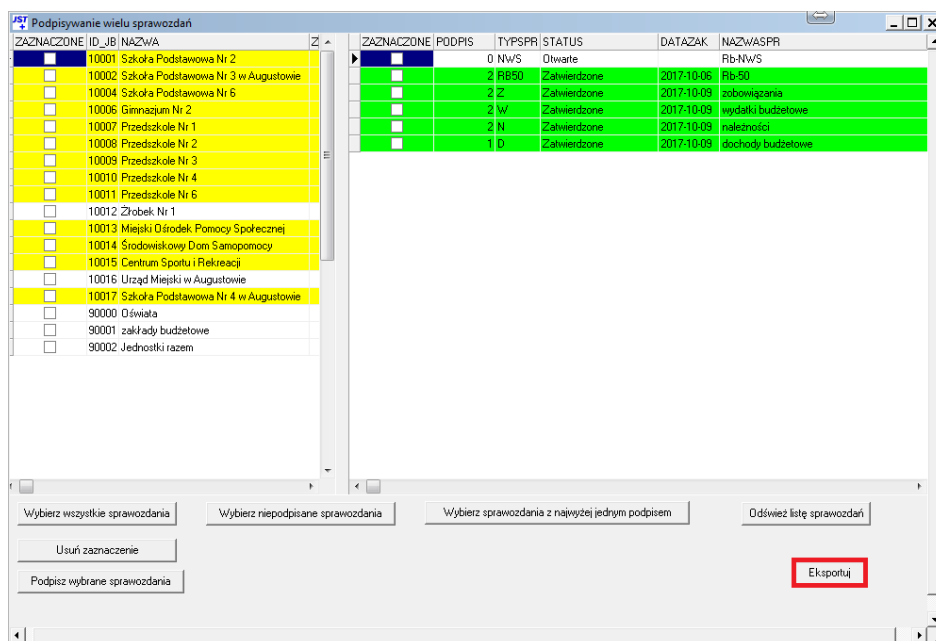 JST
+
Podpisywanie wielu sprawozdań
ZAZNACZONE ID_JB NAZWA Z
10001 Szkoła Podstawowa Nr 2
10002 Szkoła Podstawowa Nr 3 w Augustowie
10004 Szkoła Podstawowa Nr 6
10006 Gimnazjum Nr 2
10007 Przedszkole Nr 1
10008 Przedszkole Nr 2
10009 Przedszkole Nr 3
10010 Przedszkole Nr 4
10011 Przedszkole Nr 6
10012 Żłobek Nr 1
10013 Miejski Ośrodek Pomocy Społecznej
10014 Środowiskowy Dom Samopomocy
10015 Centrum Sportu i Rekreacji
10016 Urząd Miejski w Augustowie
10017 Szkoła Podstawowa Nr 4 w Augustowie
90000 Oświata
90001 zakłady budżetowe
90002 Jednostki razem
ZAZNACZONE PODPIS TYPSPR STATUS DATAZAK NAZWASPR
0 NWS Otwarte Rb-NWS
2 RB50 Zatwierdzone 2017-10-06 Rb-50
2 Z Zatwierdzone 2017-10-09 zobowiązania
2 W Zatwierdzone 2017-10-09 wydatki budżetowe
2 N Zatwierdzone 2017-10-09 należności
1 D Zatwierdzone 2017-10-09 dochody budżetowe
Wybierz wszystkie sprawozdania
Wybierz niepodpisane sprawozdania
Wybierz sprawozdania z najwyżej jednym podpisem
Odśwież listę sprawozdań
Usuń zaznaczenie
Podpisz wybrane sprawozdania
Eksportuj